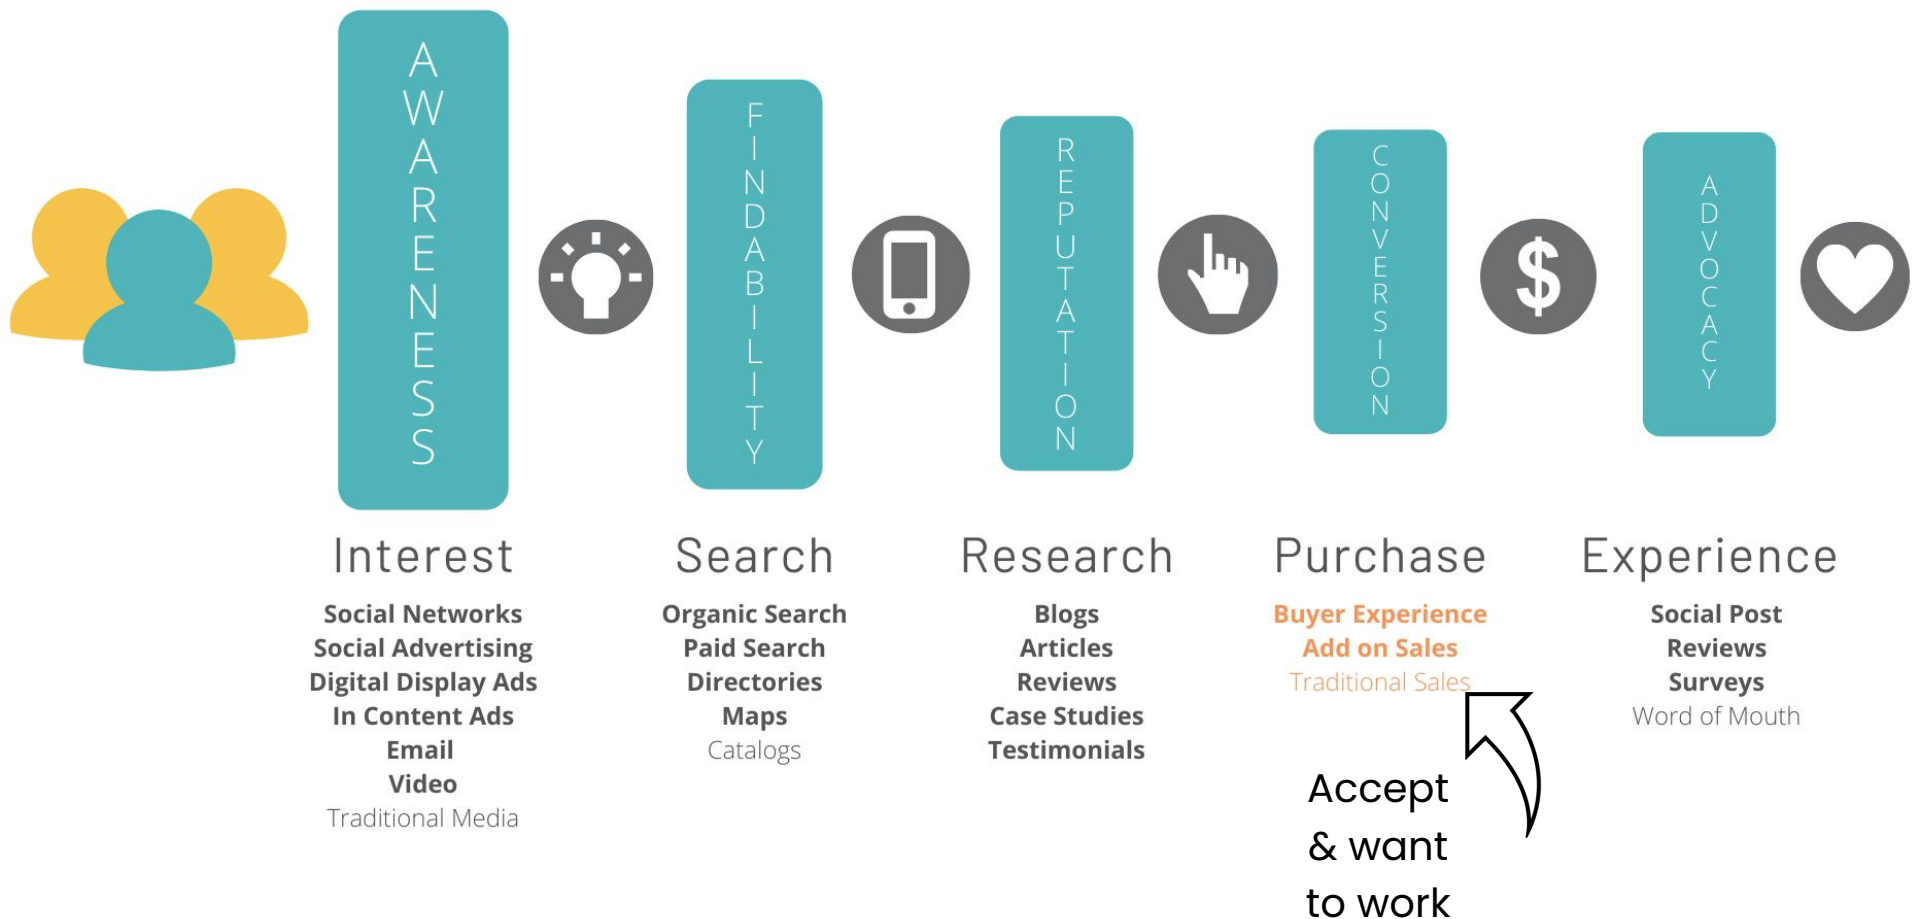 AWARENESS
FINDABILITY
REPUTATION
CONVERSION
$
ADVOCACY
Interest
Social Networks
Social Advertising
Digital Display Ads
In Content Ads
Email
Video
Traditional Media
Search
Organic Search
Paid Search
Directories
Maps
Catalogs
Research
Blogs
Articles
Reviews
Case Studies
Testimonials
Purchase
Buyer Experience
Add on Sales
Traditional Sales
Accept
& want
to work
Experience
Social Post
Reviews
Surveys
Word of Mouth